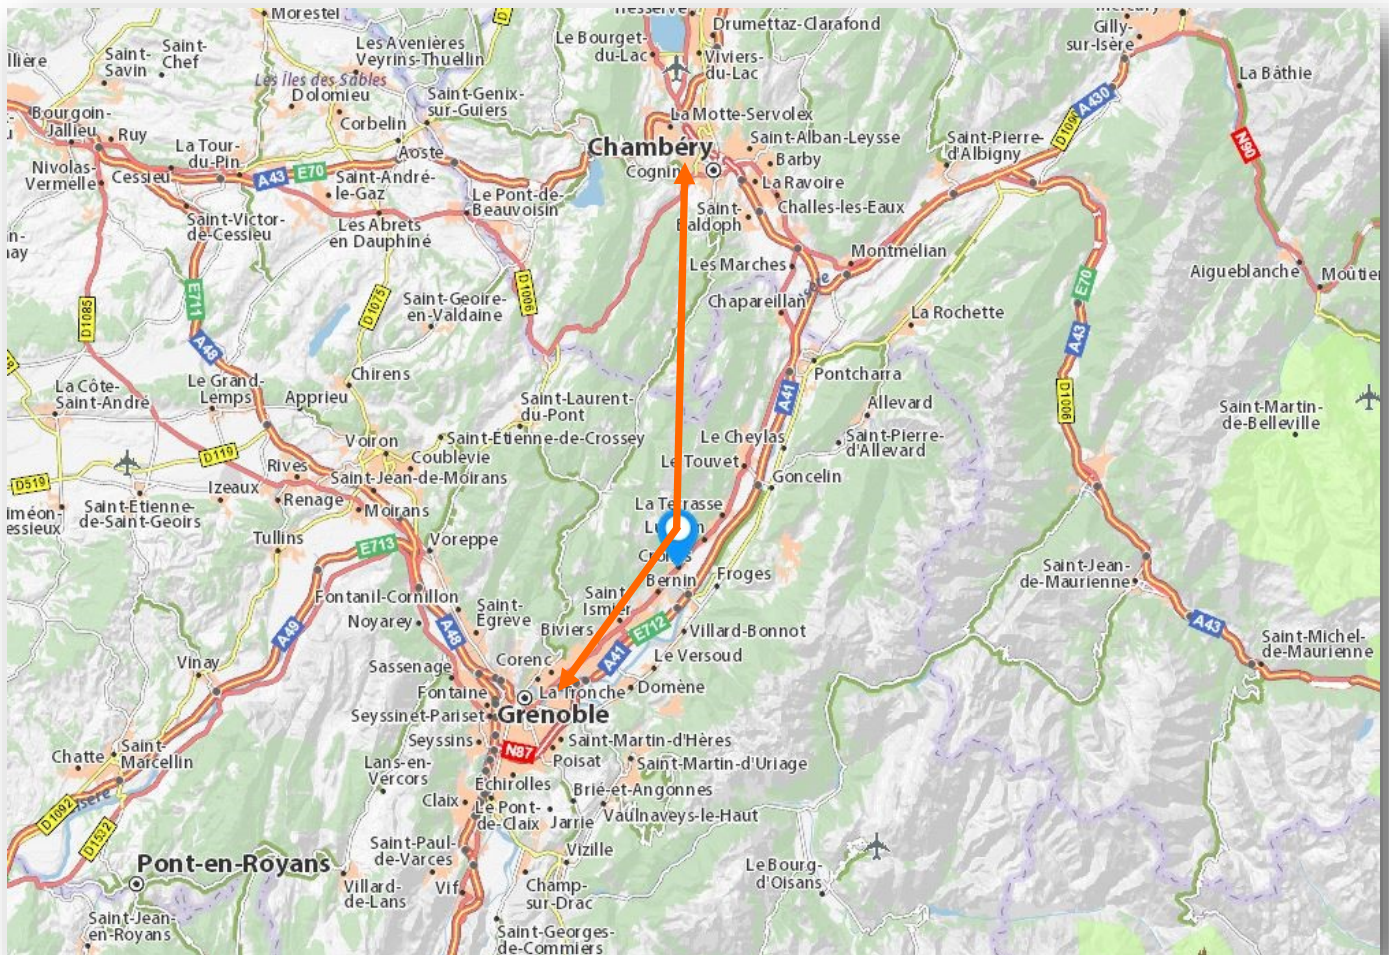 Morestel
Drumettaz-Clarafond
Gilly-
sur-Isère
Saint-
Savin
Saint-
Chef
Les Avenières
Veyrins-Thuellin
Le Bourget-
du-Lac
Viviers-
du-Lac
La Bâthie
Les Îles des Sables
Dolomieu
Saint-Genix-
sur-Guiers
A430
D1090
N90
Bourgoin-
Jallieu
Ruy
Corbelin
La Motte-Servolex
Saint-Alban-Leysse
Saint-Pierre-
d'Albigny
La Tour-
du-Pin
Aoste
Chambéry
Barby
Nivolas-
Vermelle
Cessieu
A43
E70
Saint-André-
le-Gaz
Cognin
La Ravoire
Le Pont-de-
Beauvoisin
Challes-les-Eaux
Saint-Victor-
de-Cessieu
Les Abrets
en Dauphiné
Saint-
Baldoph
Montmélian
Les Marches
Aigueblanche
Moûtier
E711
D1006
D1085
D1075
Saint-Geoire-
en-Valdaine
Chapareillan
E70
La Rochette
A48
A43
La Côte-
Saint-André
Le Grand-
Lemps
Chirens
Apprieu
Pontcharra
A41
D1006
Saint-Laurent-
du-Pont
Allevard
Saint-Martin-
de-Belleville
Voiron
Saint-Étienne-de-Crossey
Le Cheylas
Saint-Pierre-
d'Allevard
D119
Coublevie
Rives
Saint-Jean-de-Moirans
Le Touvet
Goncelin
D519
Izeaux
Renage
Moirans
La Terrasse
Saint-Étienne-
de-Saint-Geoirs
Tullins
E713
Voreppe
Bernin
Froges
Saint-Jean-
de-Maurienne
Fontanil-Cornillon
Saint-
Ismier
Saint-
Égrève
Noyarey
A49
A48
Biviers
E712
Villard-Bonnot
A43
Saint-Michel-
de-Maurienne
Vinay
Sassenage
Corenc
A41
Le Versoud
Fontaine
La Tronche
Domène
Seyssinet-Pariset
Grenoble
Chatte
Saint-
Marcellin
Seyssins
N87
Saint-Martin-d'Hères
Lans-en-
Vercors
Poisat
Saint-Martin-d'Uriage
Échirolles
Brié-et-Angonnes
D1092
Isère
Claix
Le Pont-
de-Claix
Jarrie
Vaulnaveys-le-Haut
D1532
Saint-Paul-
de-Varces
Vizille
Pont-en-Royans
Le Bourg-
d'Oisans
Villard-
de-Lans
Vif
Champ-
sur-Drac
Saint-Jean-
en-Royans
Saint-Georges-
de-Commiers